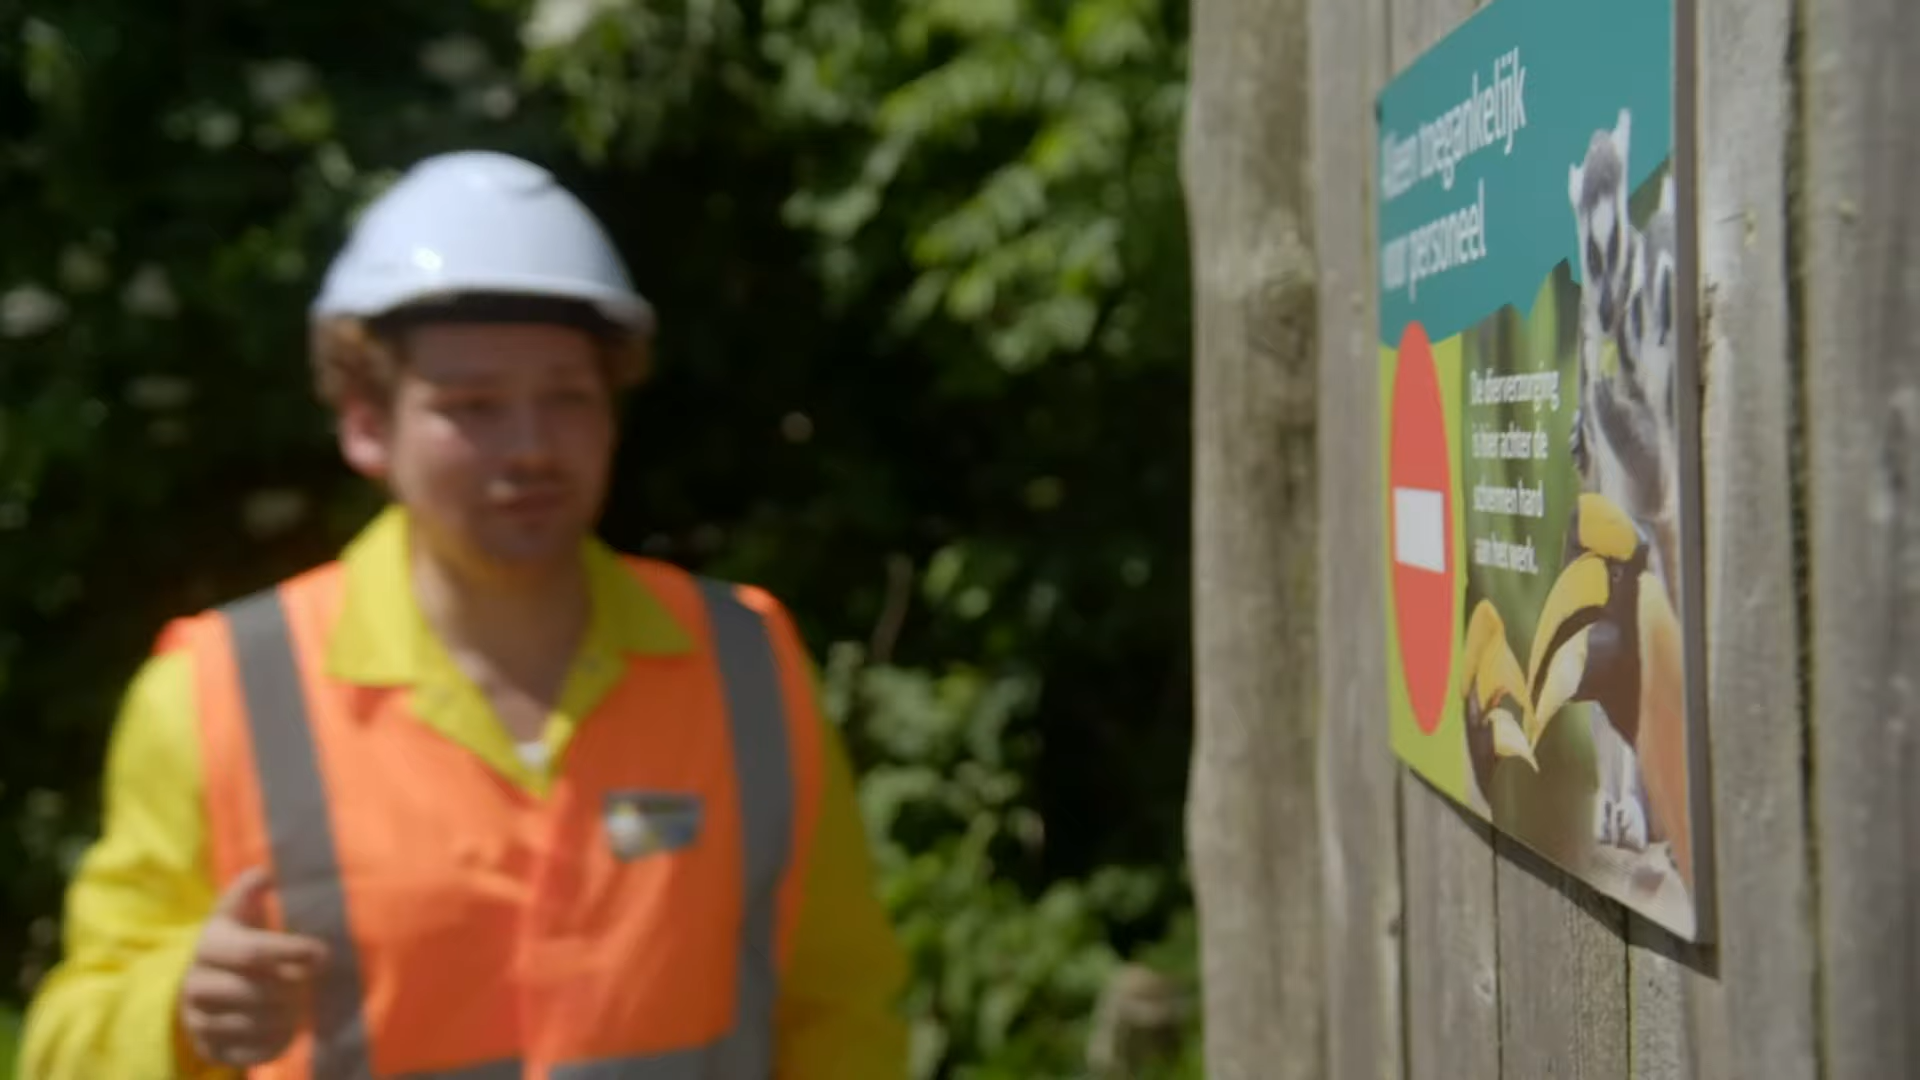 Alleen toegankelijk
voor personeel
De dierverzorging
is hier achter de
schermen hard
aan het werk.